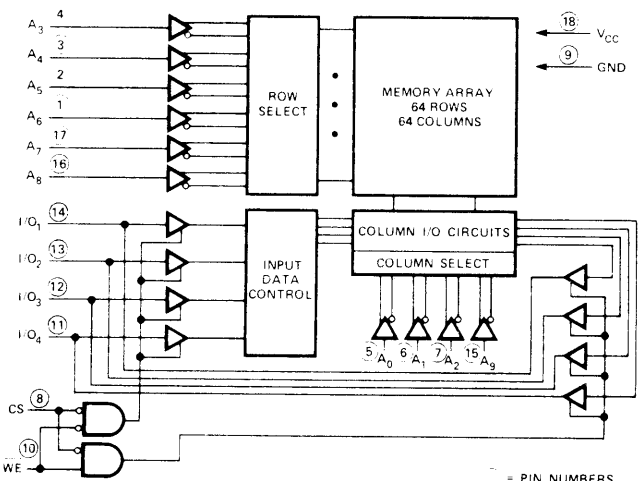 A3 4
A4 3
A5 2
A6 1
A7 17
A8 16
ROW
SELECT
MEMORY ARRAY
64 ROWS
64 COLUMNS
18 VCC
9 GND
I/O1 14
I/O2 13
I/O3 12
I/O4 11
INPUT
DATA
CONTROL
COLUMN I/O CIRCUITS
COLUMN SELECT
5 A0 6 A1 7 A2 15 A9
CS 8
WE 10
= PIN NUMBERS